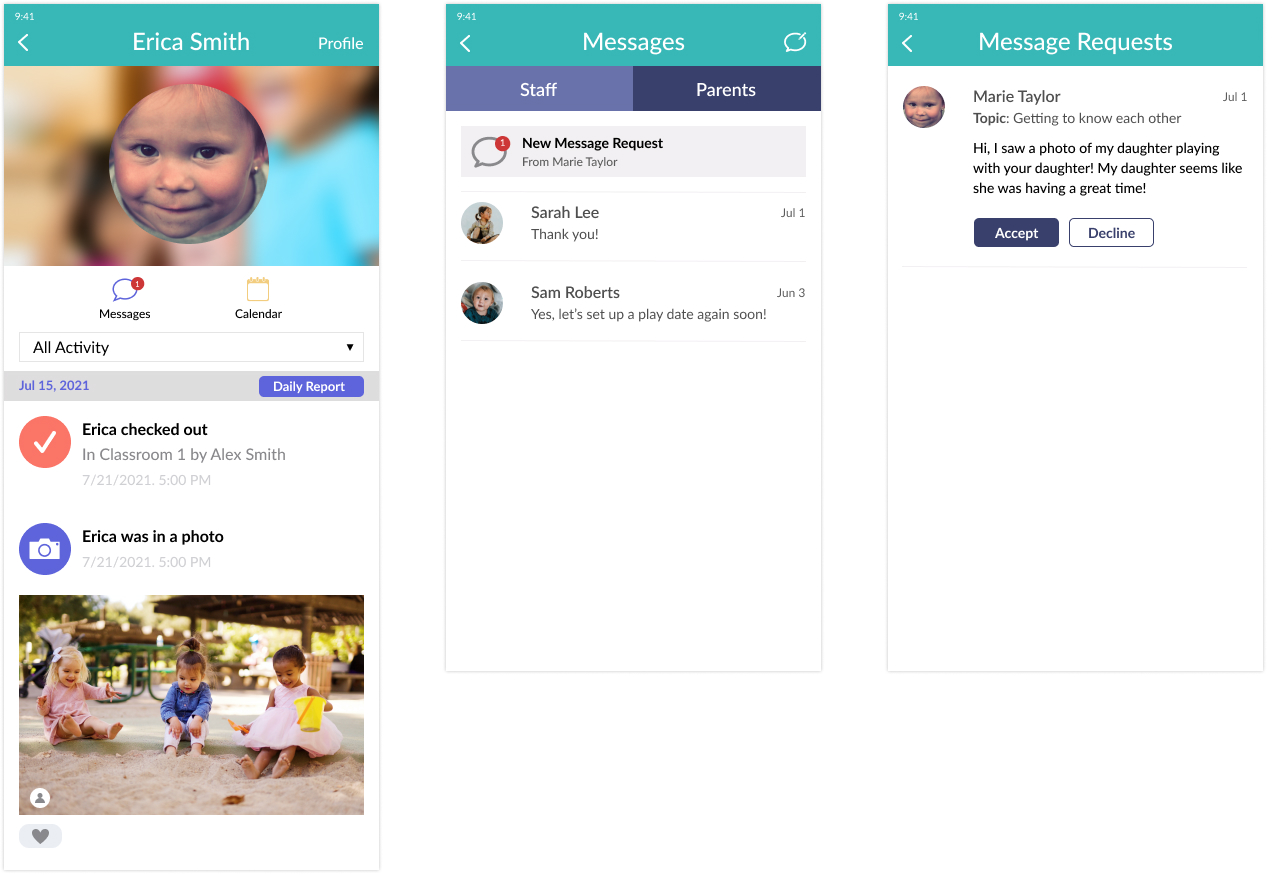 9:41
Erica Smith
Profile
1
Messages
Calendar
All Activity
Jul 15, 2021
Daily Report
Erica checked out
In Classroom 1 by Alex Smith
7/21/2021. 5:00 PM
Erica was in a photo
7/21/2021. 5:00 PM
9:41
Messages
Staff
Parents
1
New Message Request
From Marie Taylor
Sarah Lee
Jul 1
Thank you!
Sam Roberts
Jun 3
Yes, let's set up a play date again soon!
9:41
Message Requests
Marie Taylor
Jul 1
Topic: Getting to know each other
Hi, I saw a photo of my daughter playing
with your daughter! My daughter seems like
she was having a great time!
Accept
Decline